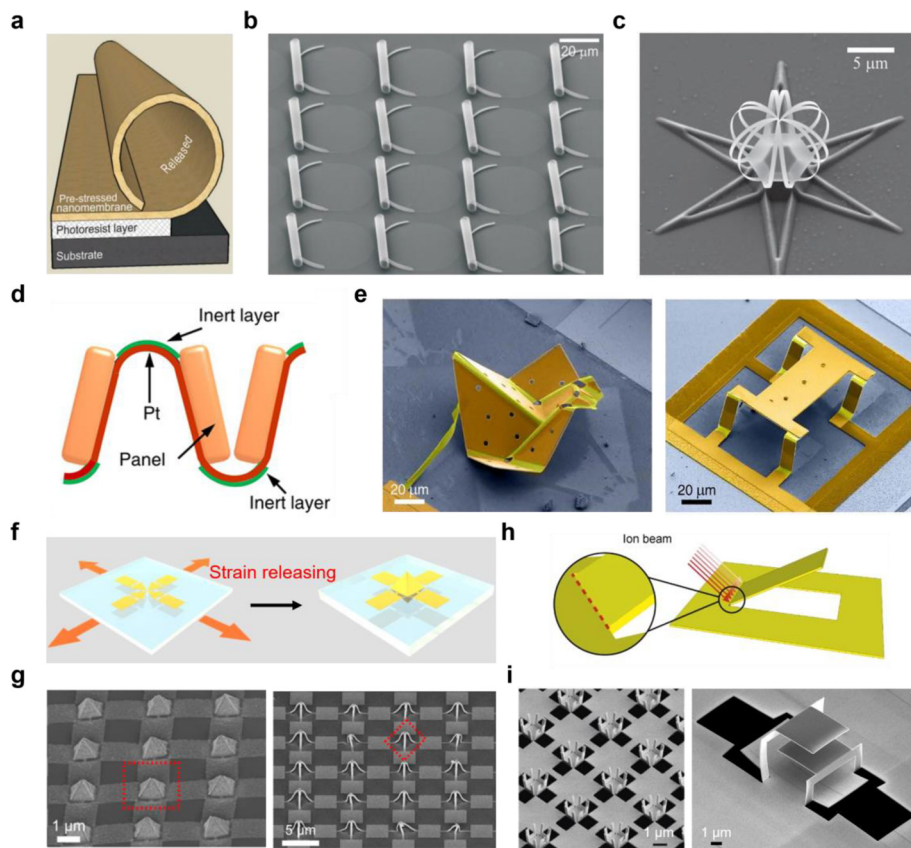 a
Released
Pre-stressed
nanomembrane
Photoresist layer
Substrate
b
20 μm
c
5 μm
d
Inert layer
Pt
Panel
Inert layer
e
20 μm
20 μm
f
Strain releasing
h
Ion beam
g
1 μm
5 μm
i
1 μm
1 μm